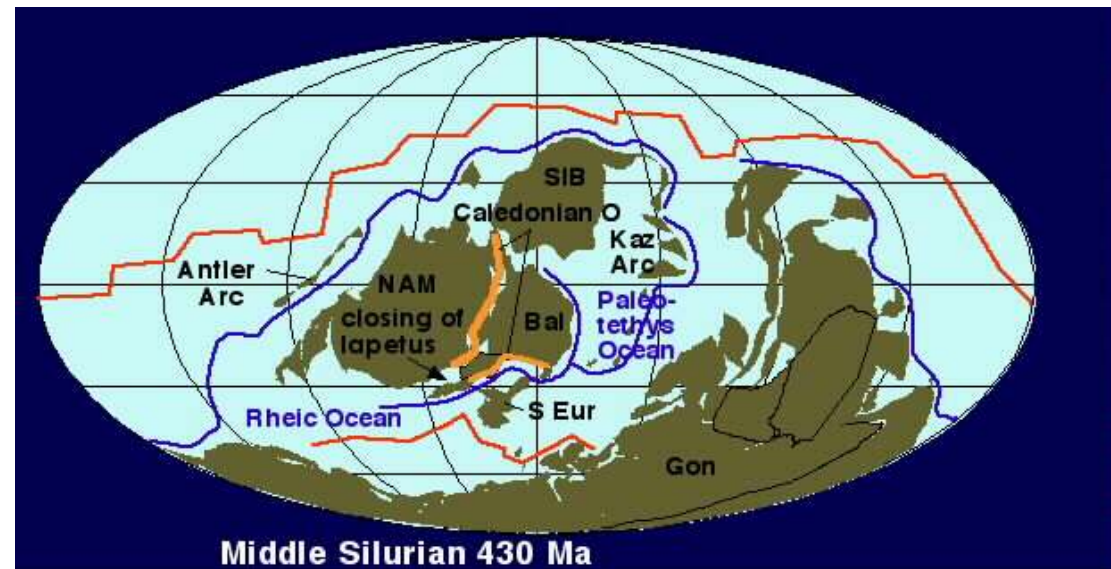 SIB
Caledonian O
Kaz
Arc
Antler
Arc
NAM
closing of
Iapetus
Bal
Paleo-
tethys
Ocean
Rheic Ocean
S Eur
Gon
Middle Silurian 430 Ma